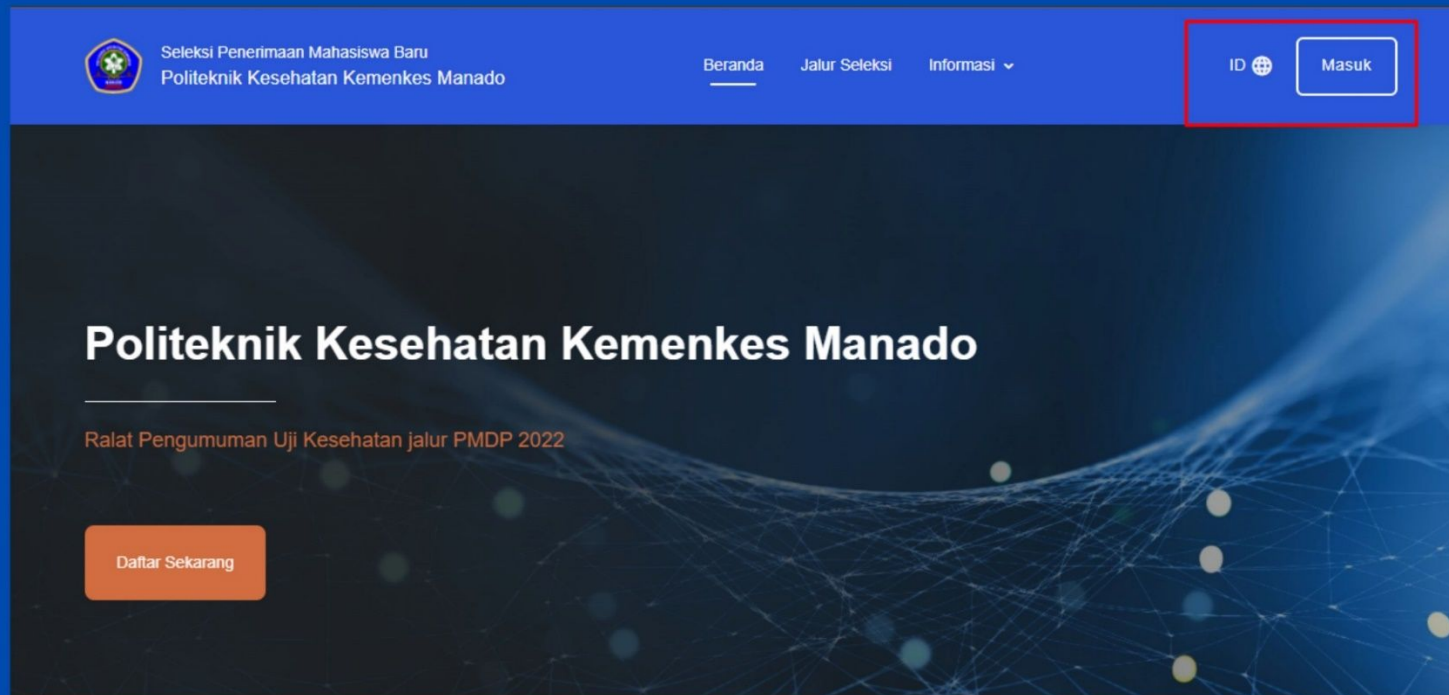 Seleksi Penerimaan Mahasiswa Baru
Politeknik Kesehatan Kemenkes Manado
Beranda Jalur Seleksi Informasi
ID Masuk
Politeknik Kesehatan Kemenkes Manado
Ralat Pengumuman Uji Kesehatan jalur PMDP 2022
Daftar Sekarang